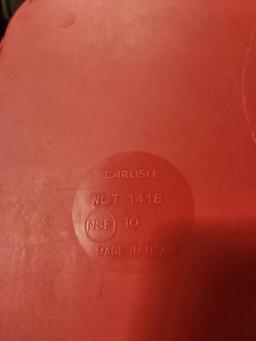 CARLISLE
NCT 1418
NSF 10
MADE IN USA